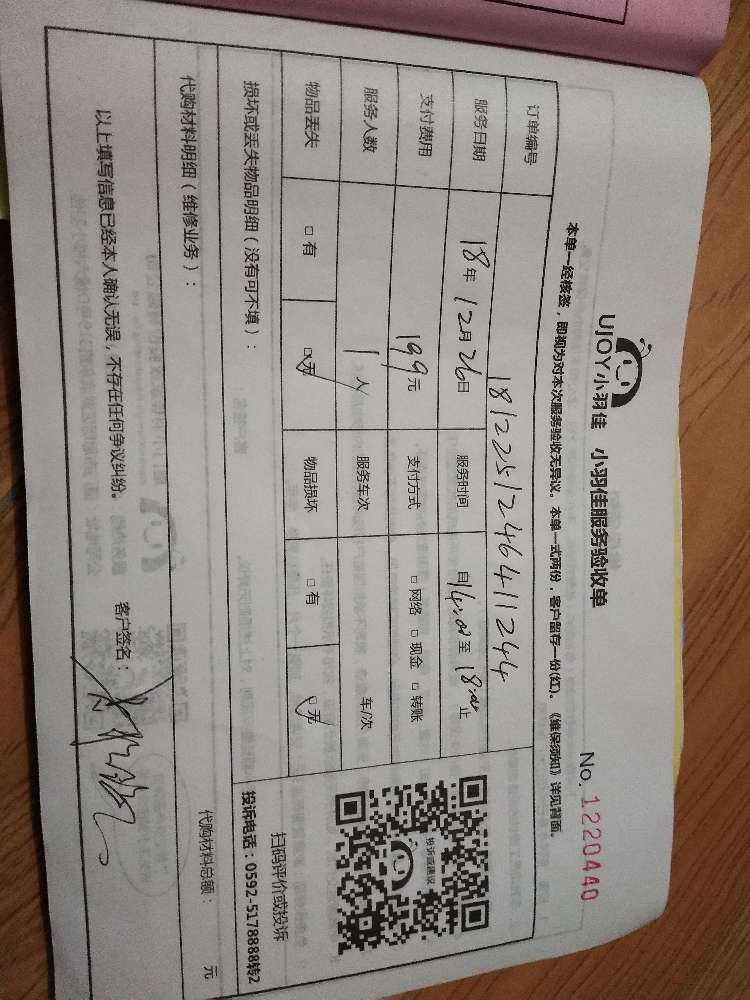 UJOY小羽佳 小羽佳服务验收单
No. 1220440
本单一经核签，即视为对本次服务验收无异议。本单一式两份，客户留存一份(红)。《维保须知》详见背面。
订单编号 1812251246411244
服务日期 18年12月26日 服务时间 自14:00至18:00止
支付费用 199元 支付方式 □网络 □现金 □转账
服务人数 1人 服务车次 车/次
物品丢失 □有 □无 物品损坏 □有 □无
投诉或建议
扫码评价或投诉
投诉电话：0592-5178888转2
损坏或丢失物品明细（没有可不填）：
代购材料明细（维修业务）：
代购材料总额： 元
以上填写信息已经本人确认无误，不存在任何争议纠纷。 客户签名：